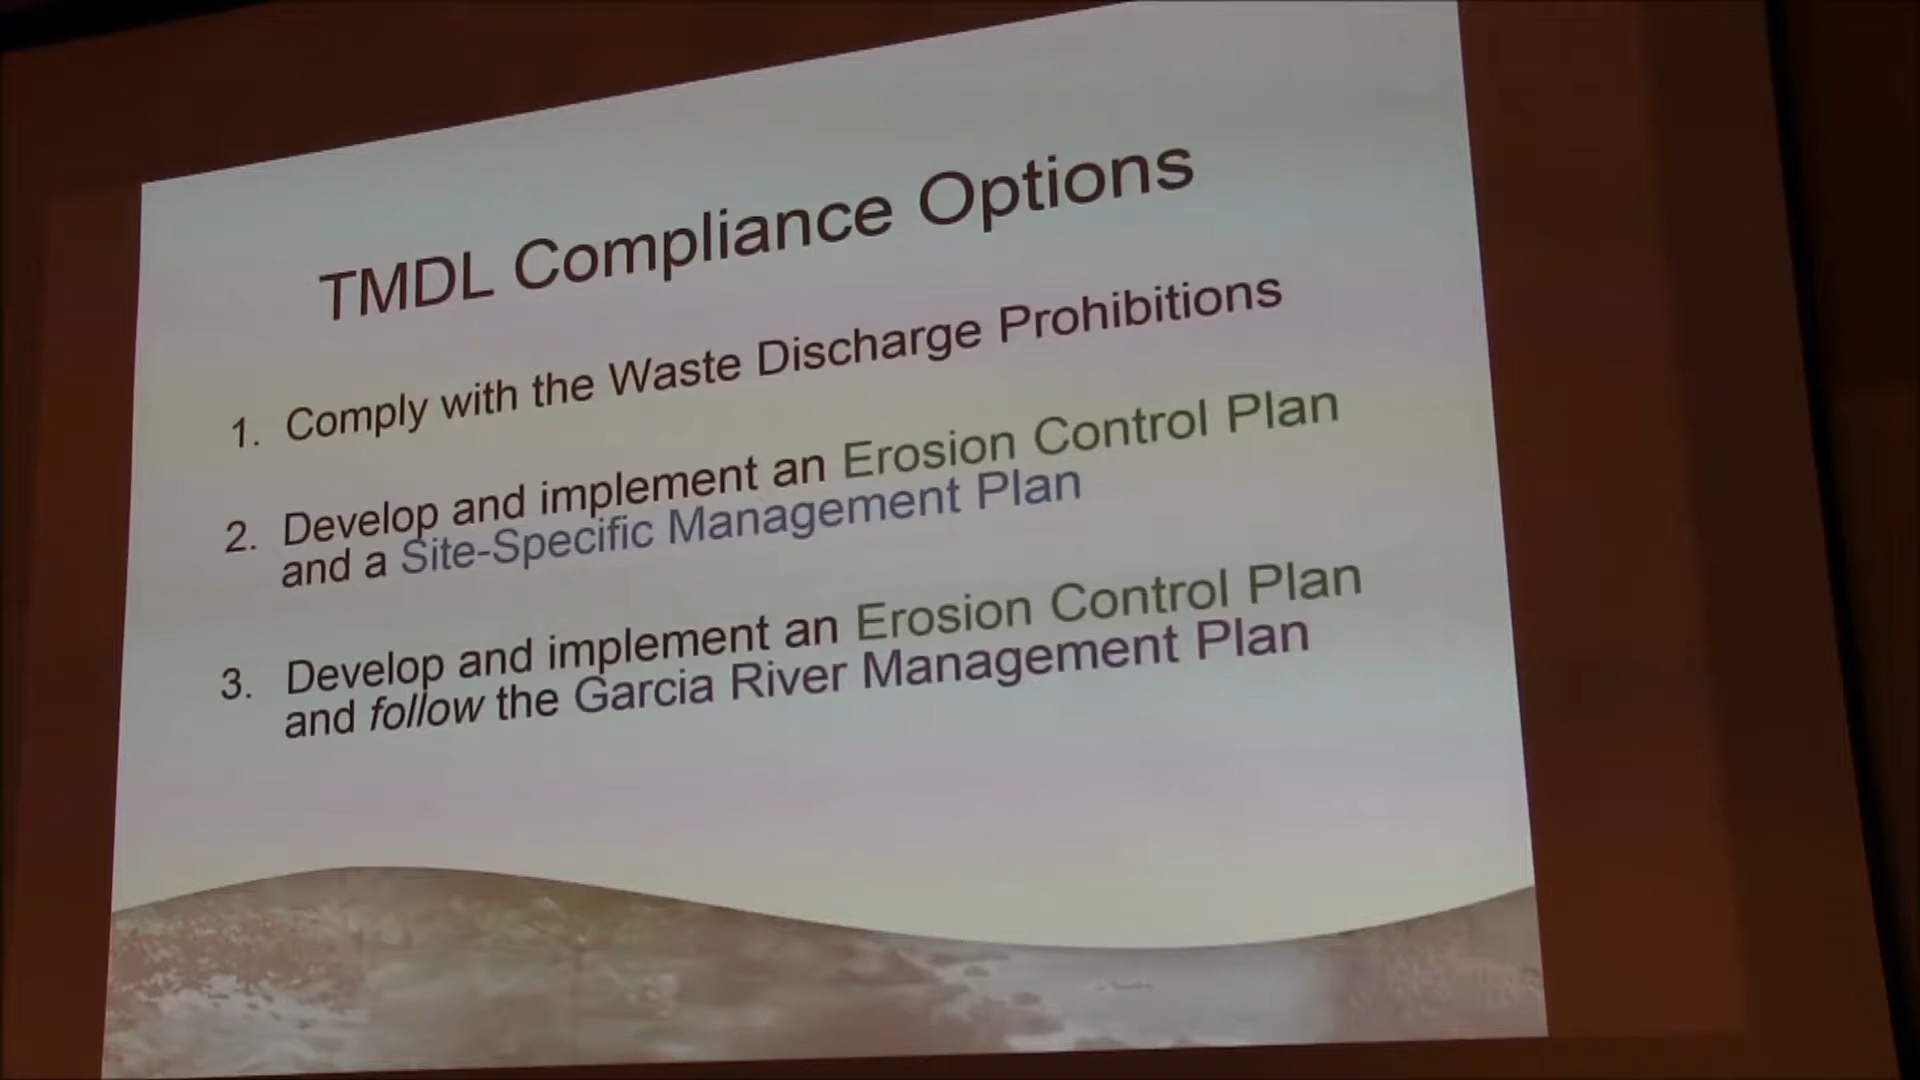 TMDL Compliance Options
1. Comply with the Waste Discharge Prohibitions
2. Develop and implement an Erosion Control Plan
and a Site-Specific Management Plan
3. Develop and implement an Erosion Control Plan
and follow the Garcia River Management Plan